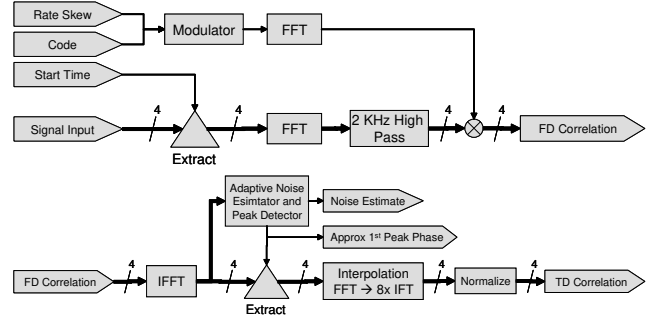 Rate Skew
Modulator
FFT
Code
Start Time
4
4
4
4
Signal Input
FFT
2 KHz High
Pass
FD Correlation
Extract
Adaptive Noise
Esimtator and
Peak Detector
Noise Estimate
Approx 1st Peak Phase
4
4
4
4
4
FD Correlation
IFFT
Interpolation
FFT → 8x IFT
Normalize
TD Correlation
Extract